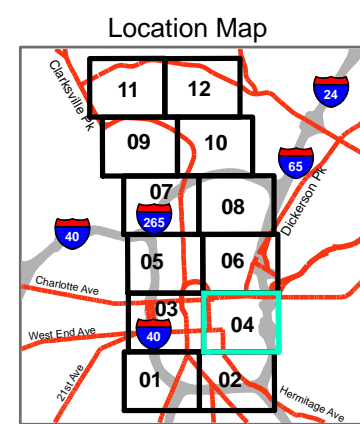 Location Map
Clarksville Pk
11
12
24
09
10
65
Dickerson Pk
07
265
08
40
05
06
Charlotte Ave
03
04
West End Ave
40
21st Ave
01
02
Hermitage Ave